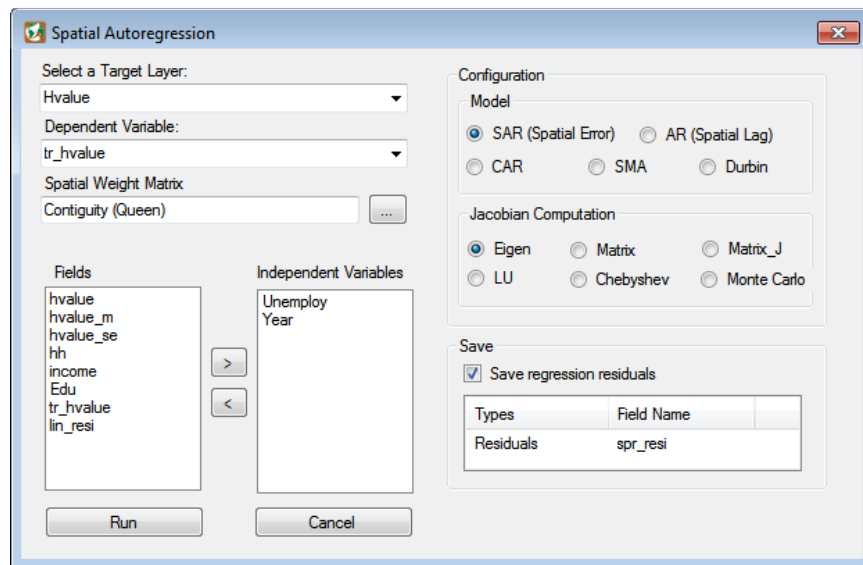 Spatial Autoregression
Select a Target Layer:
Hvalue
Dependent Variable:
tr_hvalue
Spatial Weight Matrix
Contiguity (Queen)
...
Fields
hvalue
hvalue_m
hvalue_se
hh
income
Edu
tr_hvalue
lin_resi
>
<
Independent Variables
Unemploy
Year
Run
Cancel
Configuration
Model
SAR (Spatial Error)
AR (Spatial Lag)
CAR
SMA
Durbin
Jacobian Computation
Eigen
Matrix
Matrix_J
LU
Chebyshev
Monte Carlo
Save
Save regression residuals
Types
Field Name
Residuals
spr_resi